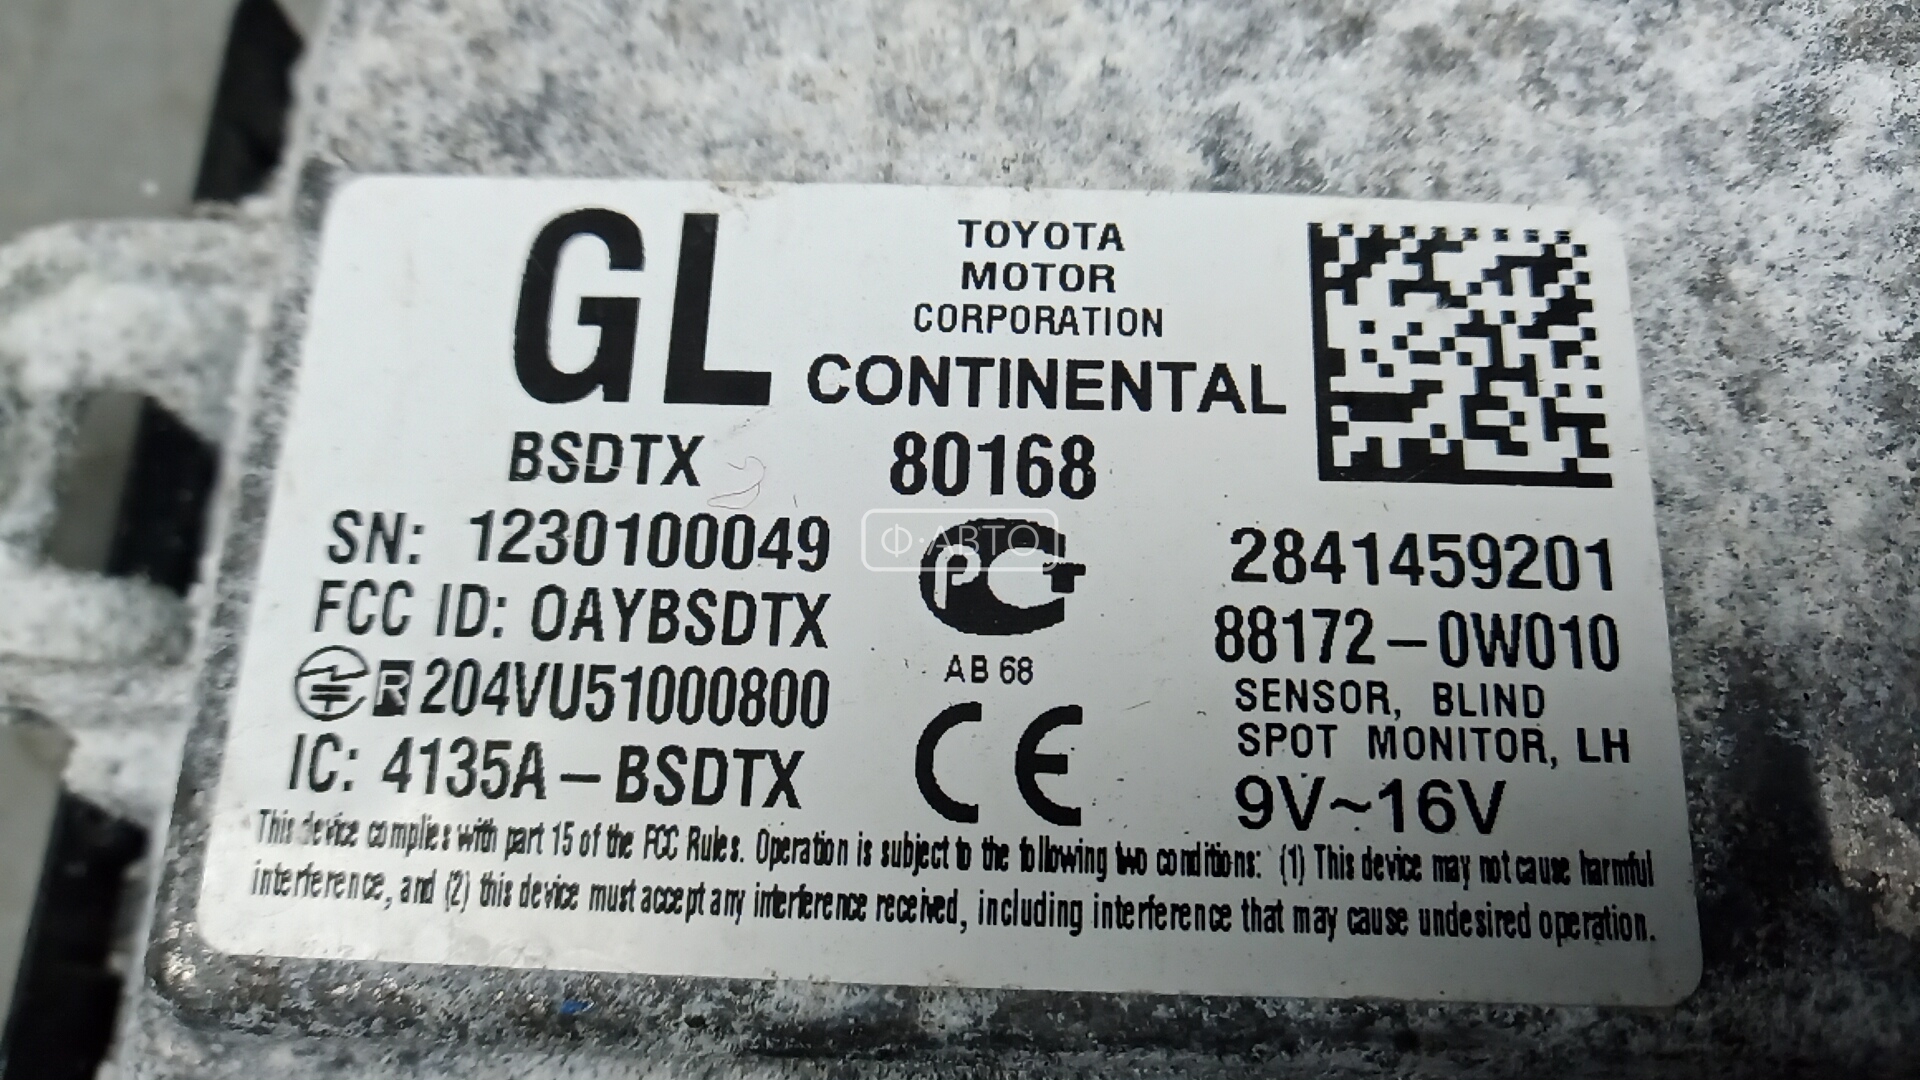 GL
TOYOTA
MOTOR
CORPORATION
CONTINENTAL
BSDTX
80168
SN: 1230100049
FCC ID: OAYBSDTX
R 204VU51000800
IC: 4135A-BSDTX
Ф·АВТО
РСТ
AB 68
CE
2841459201
88172-0W010
SENSOR, BLIND
SPOT MONITOR, LH
9V~16V
This device complies with part 15 of the FCC Rules. Operation is subject to the following two conditions: (1) This device may not cause harmful
interference, and (2) this device must accept any interference received, including interference that may cause undesired operation.